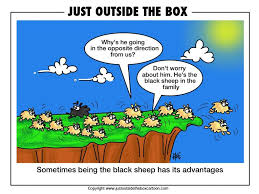 JUST OUTSIDE THE BOX
Why's he going
in the opposite direction
from us?
Don't worry
about him. He's the
black sheep in
the family
Sometimes being the black sheep has its advantages
Copyright www.justoutsidetheboxcartoon.com